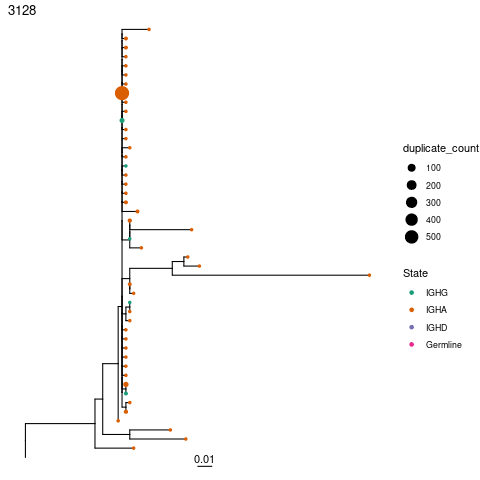 3128
duplicate_count
100
200
300
400
500
State
IGHG
IGHA
IGHD
Germline
0.01